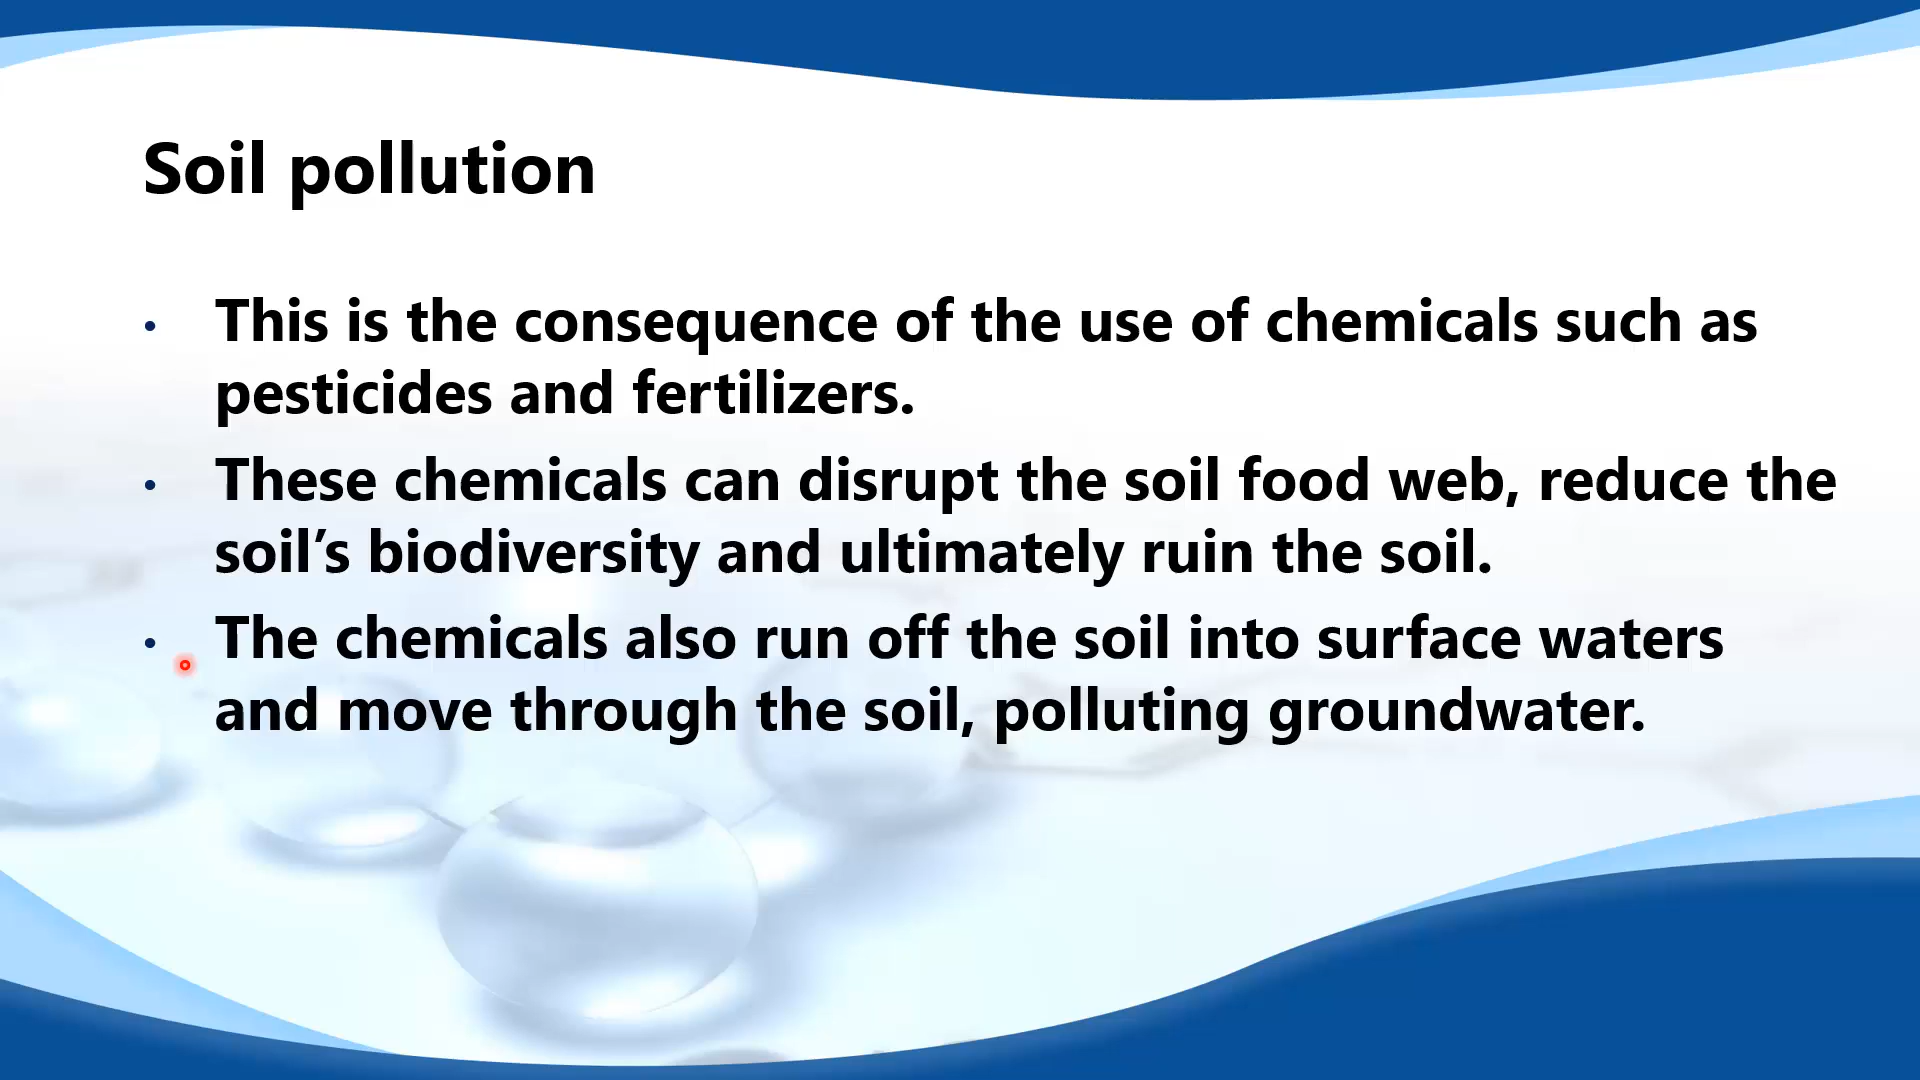 Soil pollution
• This is the consequence of the use of chemicals such as
pesticides and fertilizers.
• These chemicals can disrupt the soil food web, reduce the
soil’s biodiversity and ultimately ruin the soil.
• The chemicals also run off the soil into surface waters
and move through the soil, polluting groundwater.